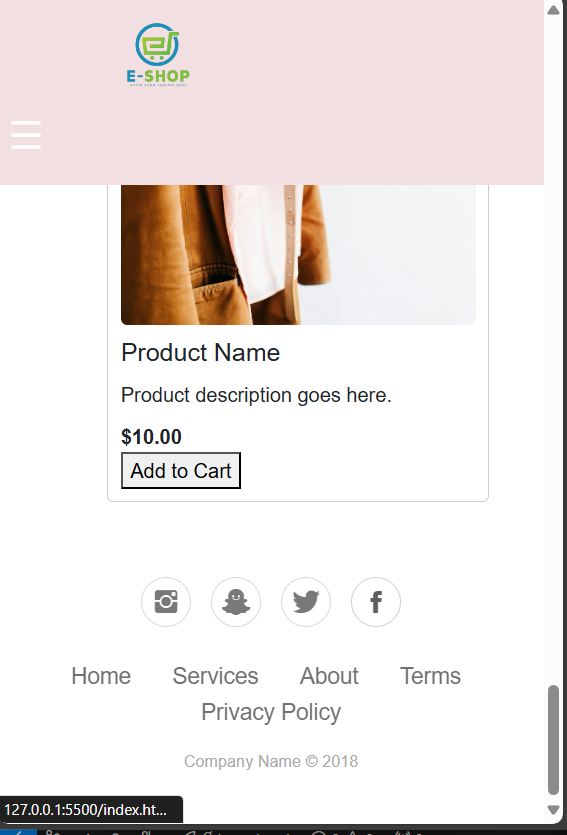 E-SHOP
Product Name
Product description goes here.
$10.00
Add to Cart
Home Services About Terms
Privacy Policy
Company Name © 2018
127.0.0.1:5500/index.ht...